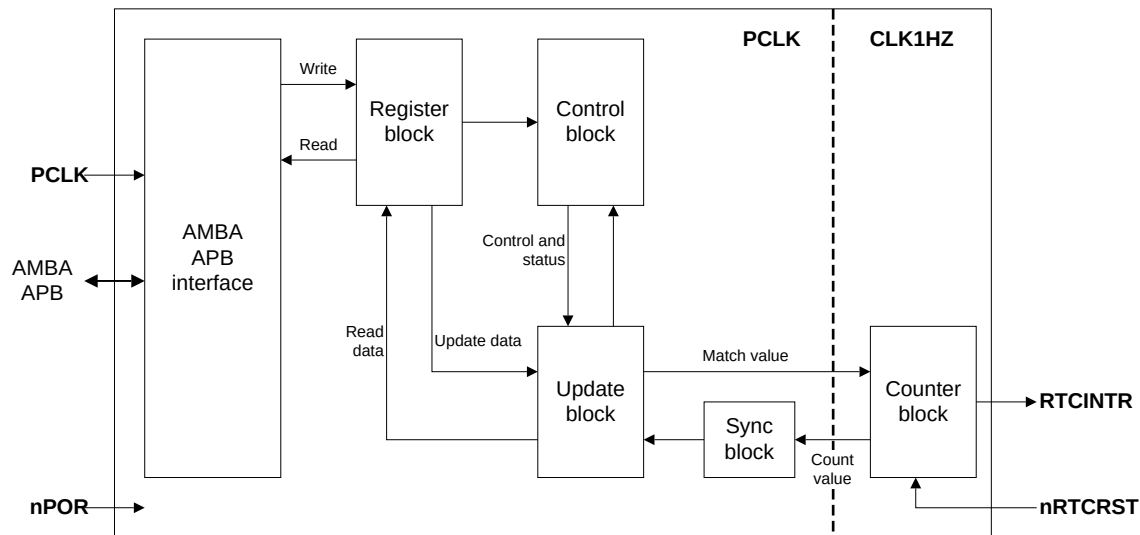 PCLK
CLK1HZ
Write
Register
block
Control
block
Read
PCLK
AMBA
APB
interface
AMBA
APB
Control and
status
Read
data
Update data
Match value
Update
block
Sync
block
Counter
block
RTCINTR
Count
value
nPOR
nRTCRST